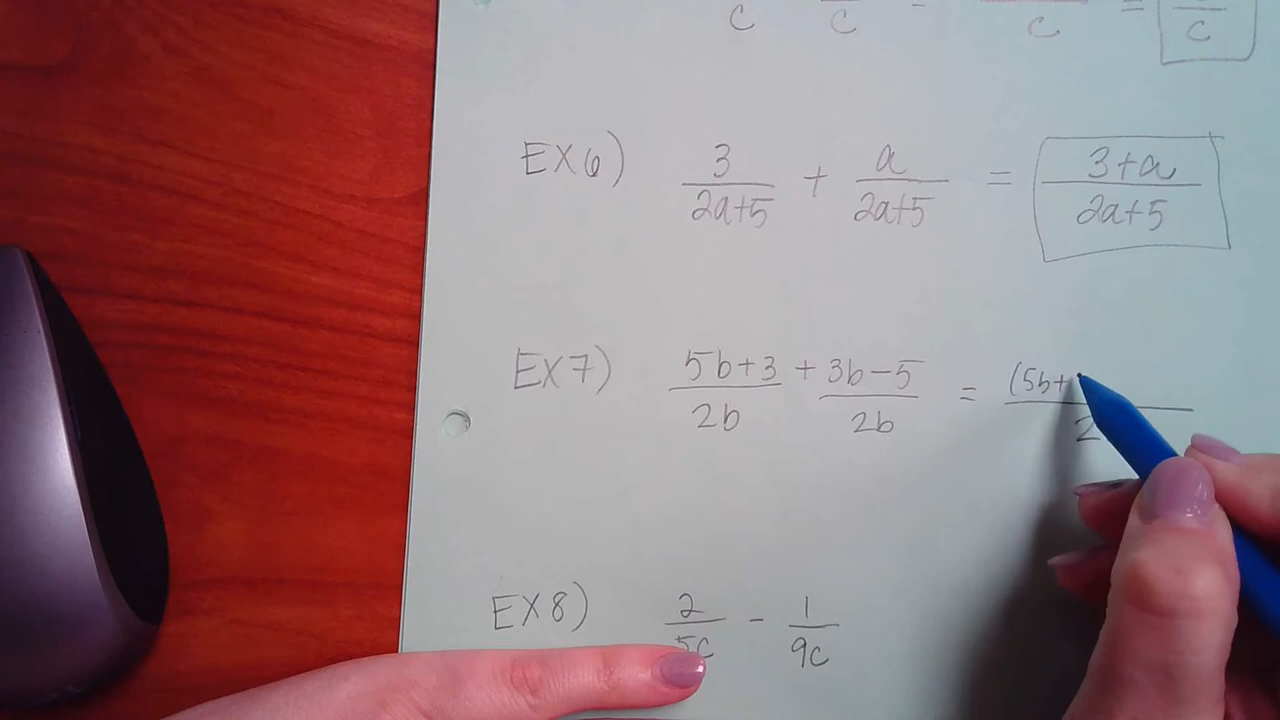 c c - c = c
EX6) 3/(2a+5) + a/(2a+5) = (3+a)/(2a+5)
EX7) (5b+3)/(2b) + (3b-5)/(2b) = (5b+ / 2
EX8) 2/(5c) - 1/(9c)